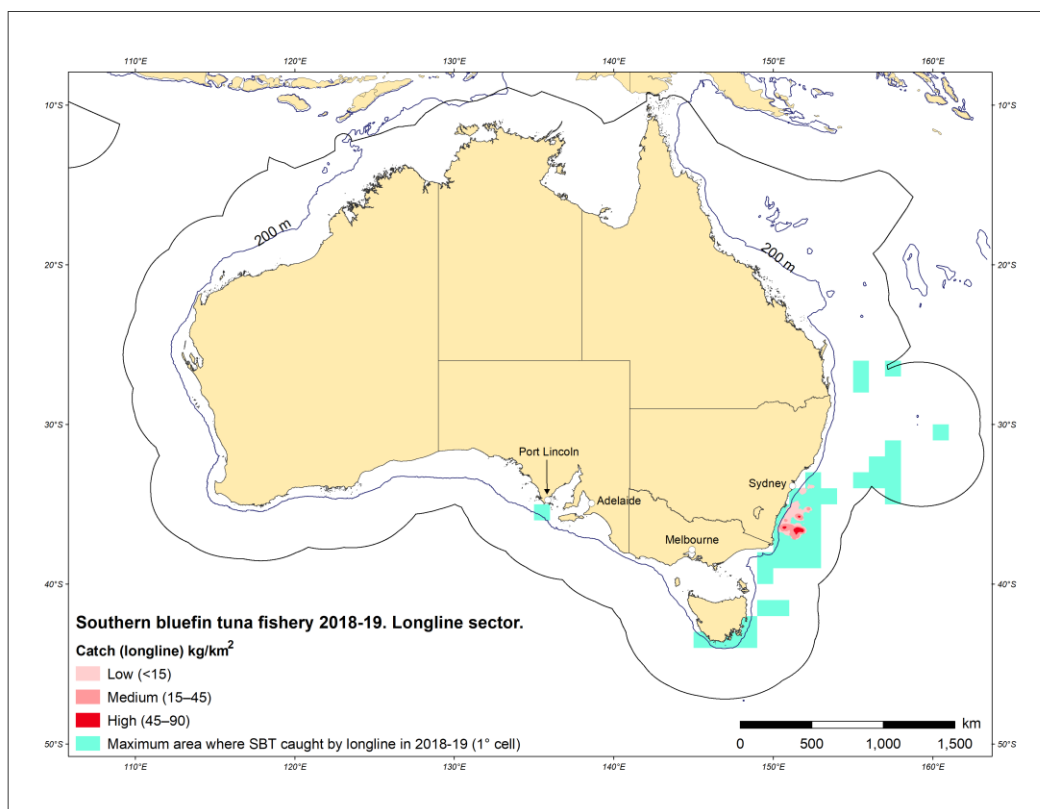 110°E 120°E 130°E 140°E 150°E 160°E
10°S 10°S
200 m
200 m
20°S 20°S
30°S 30°S
Port Lincoln
Sydney
Adelaide
Melbourne
40°S 40°S
Southern bluefin tuna fishery 2018-19. Longline sector.
Catch (longline) kg/km²
Low (<15)
Medium (15–45)
High (45–90)
Maximum area where SBT caught by longline in 2018-19 (1° cell)
km
0 500 1,000 1,500
50°S 50°S
110°E 120°E 130°E 140°E 150°E 160°E